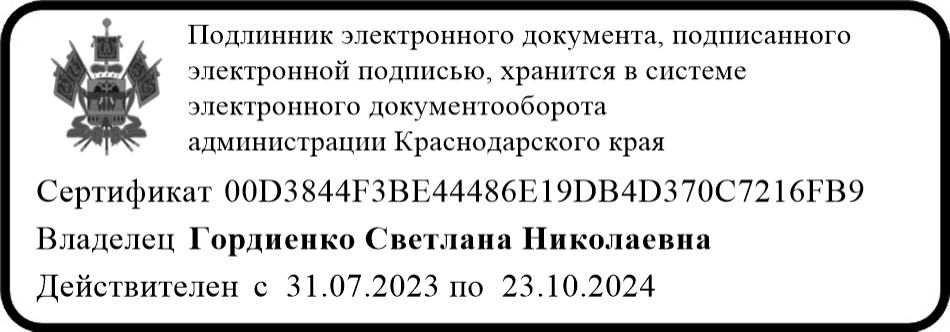 Подлинник электронного документа, подписанного
электронной подписью, хранится в системе
электронного документооборота
администрации Краснодарского края
Сертификат 00D3844F3BE44486E19DB4D370C7216FB9
Владелец Гордиенко Светлана Николаевна
Действителен с 31.07.2023 по 23.10.2024